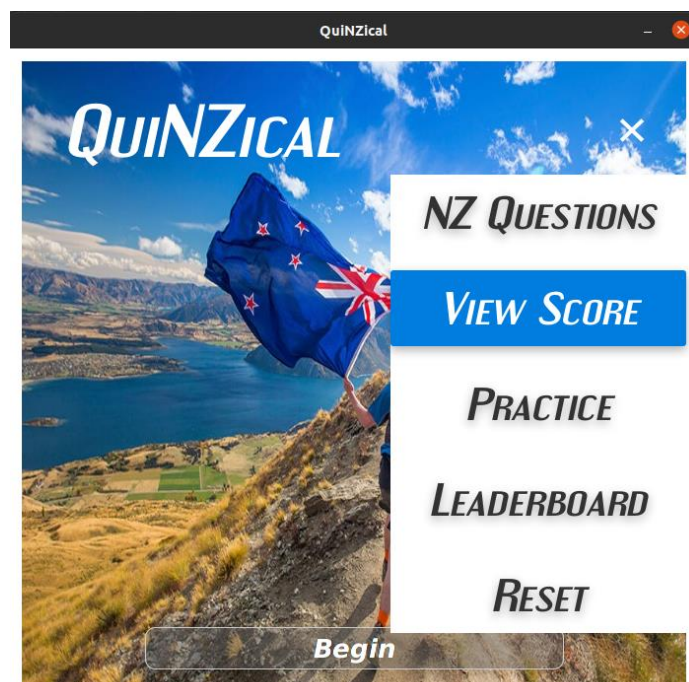 QuiNZical
QuiNZical
NZ Questions
View Score
Practice
Leaderboard
Reset
Begin